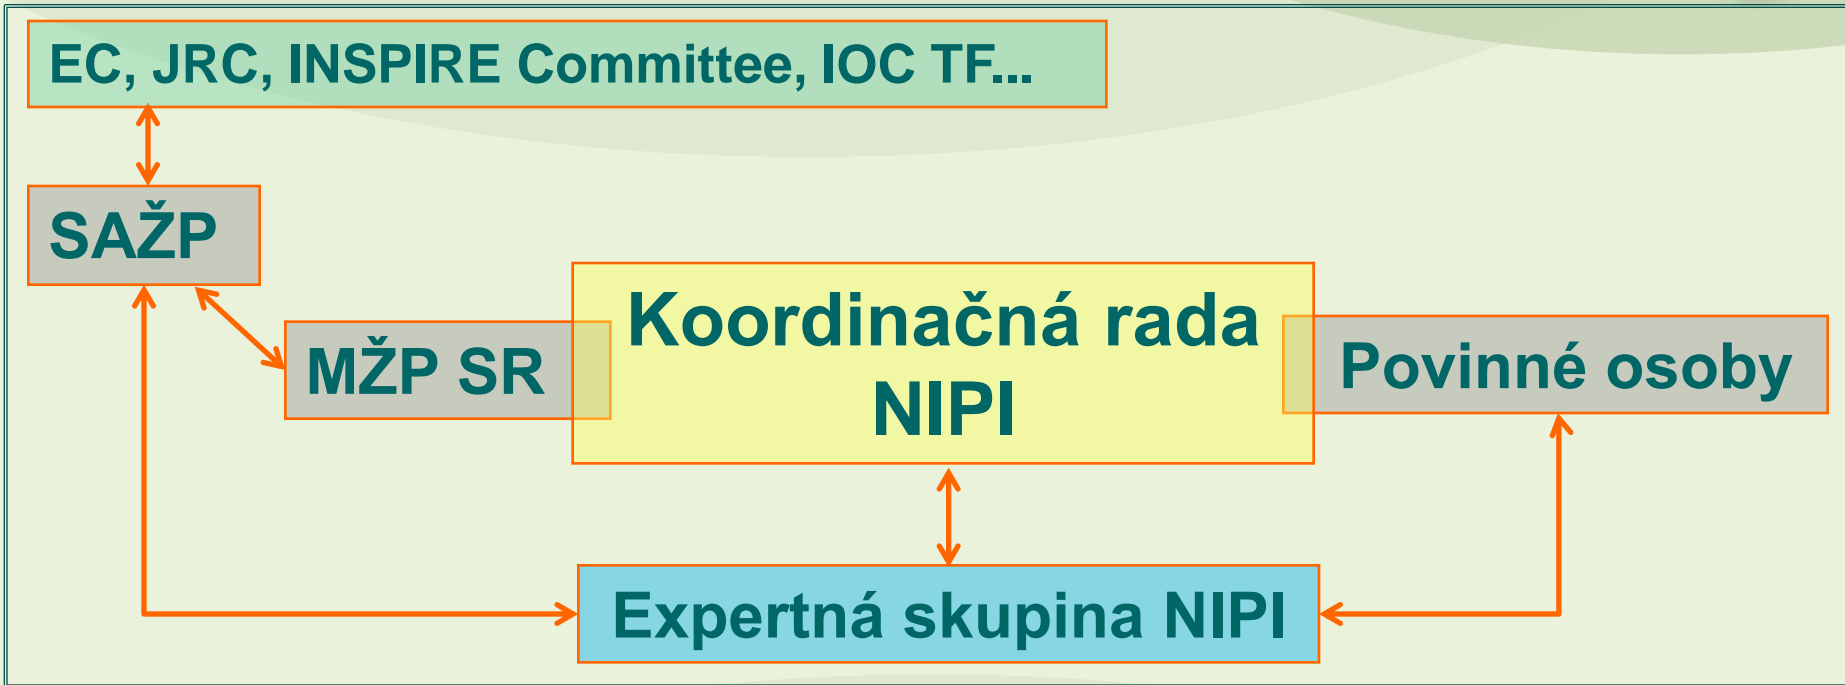 EC, JRC, INSPIRE Committee, IOC TF...
SAŽP
MŽP SR
Koordinačná rada
NIPI
Povinné osoby
Expertná skupina NIPI